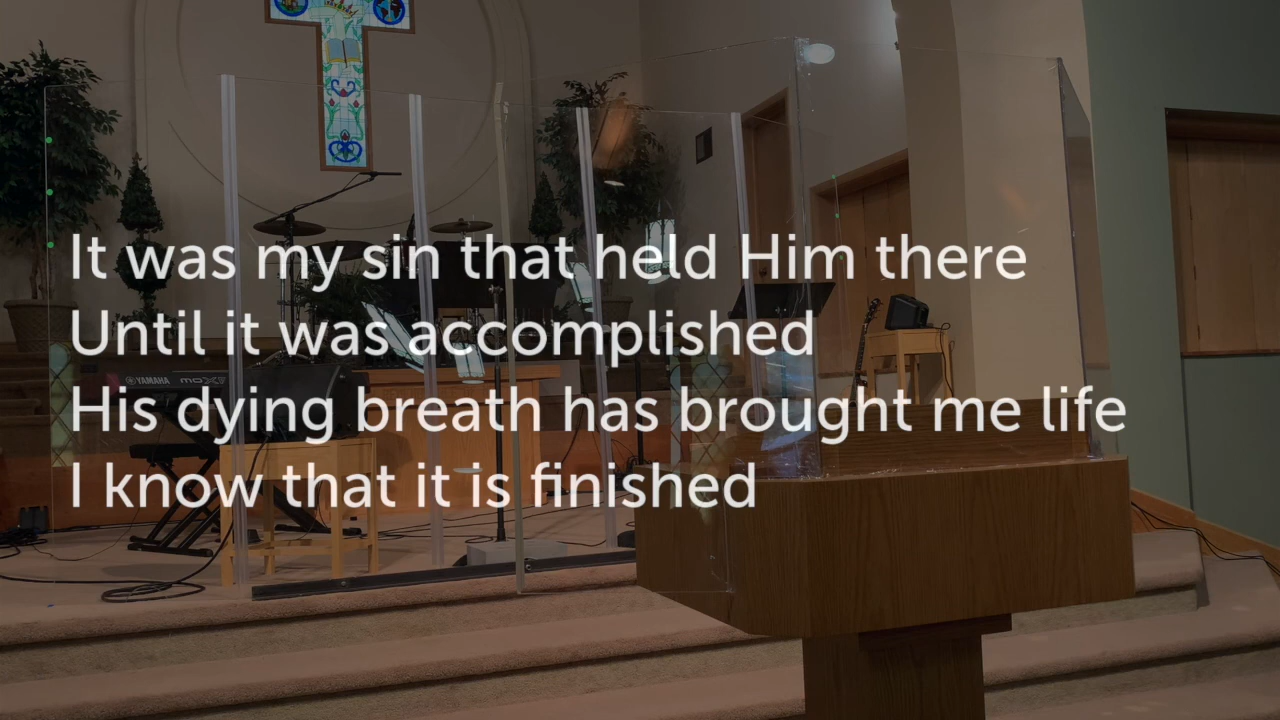 It was my sin that held Him there
Until it was accomplished
His dying breath has brought me life
I know that it is finished
YAMAHA